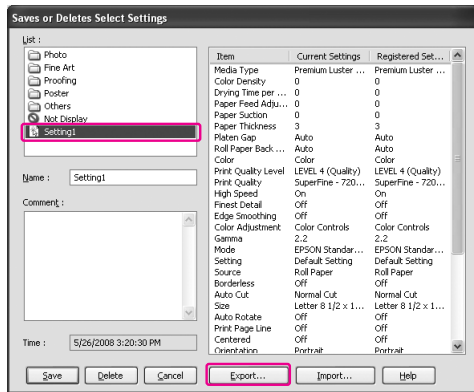 Saves or Deletes Select Settings
List :
Photo
Fine Art
Proofing
Poster
Others
Not Display
Setting1
Name : Setting1
Comment :
Time : 5/26/2008 3:20:30 PM
Item Current Settings Registered Set...
Media Type Premium Luster ... Premium Luster ...
Color Density 0 0
Drying Time per ... 0 0
Paper Feed Adju... 0 0
Paper Suction 0 0
Paper Thickness 3 3
Platen Gap Auto Auto
Roll Paper Back ... Auto Auto
Color Color Color
Print Quality Level LEVEL 4 (Quality) LEVEL 4 (Quality)
Print Quality SuperFine - 720... SuperFine - 720...
High Speed On On
Finest Detail Off Off
Edge Smoothing Off Off
Color Adjustment Color Controls Color Controls
Gamma 2.2 2.2
Mode EPSON Standar... EPSON Standar...
Setting Default Setting Default Setting
Source Roll Paper Roll Paper
Borderless Off Off
Auto Cut Normal Cut Normal Cut
Size Letter 8 1/2 x 1... Letter 8 1/2 x 1...
Auto Rotate Off Off
Print Page Line Off Off
Centered Off Off
Orientation Portrait Portrait
Save Delete Cancel Export... Import... Help